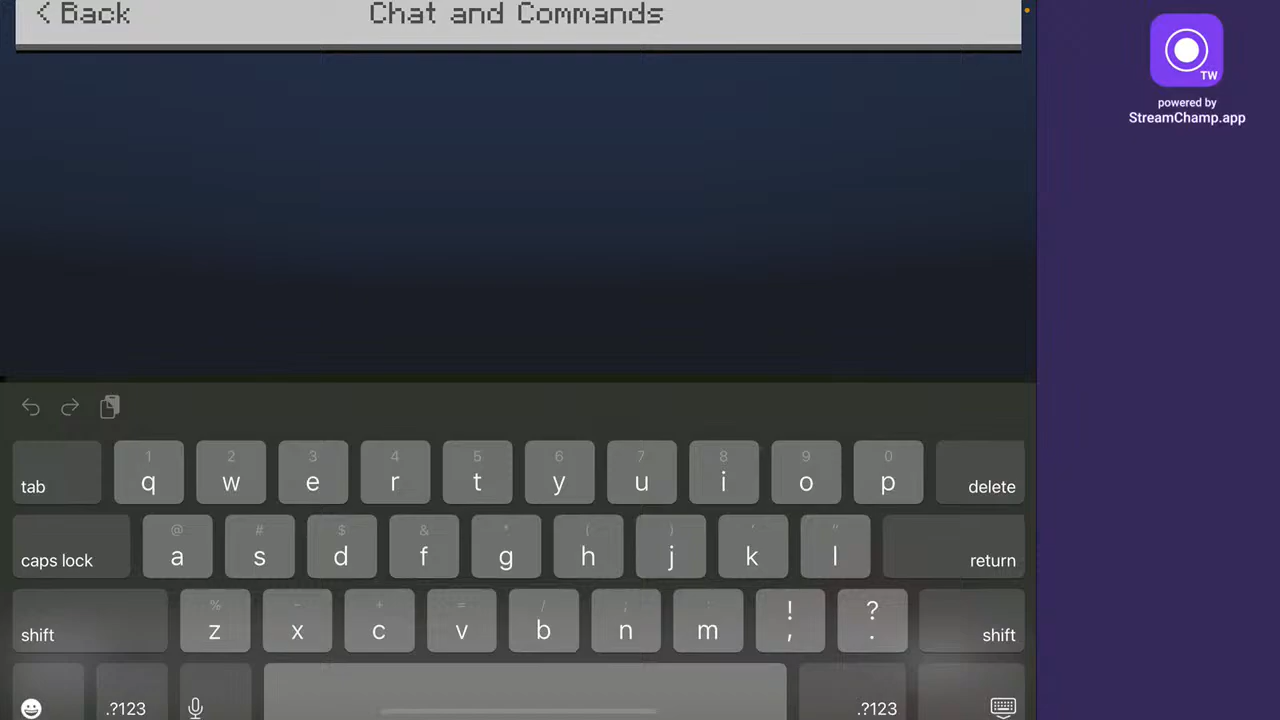 < Back Chat and Commands
TW
powered by
StreamChamp.app
1 2 3 4 5 6 7 8 9 0
tab q w e r t y u i o p delete
@ # $ & * ( ) ' "
caps lock a s d f g h j k l return
% - + = / ; : ! ?
shift z x c v b n m , . shift
.?123 .?123